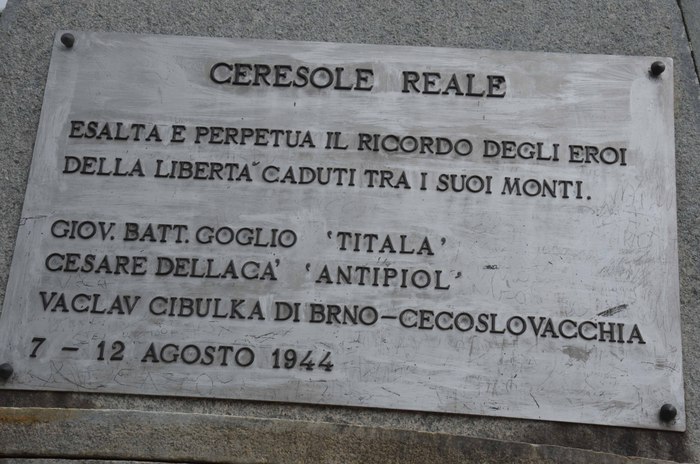 CERESOLE REALE
ESALTA E PERPETUA IL RICORDO DEGLI EROI
DELLA LIBERTA' CADUTI TRA I SUOI MONTI.
GIOV. BATT. GOGLIO 'TITALA'
CESARE DELLACA' 'ANTIPIOL'
VACLAV CIBULKA DI BRNO-CECOSLOVACCHIA
7 - 12 AGOSTO 1944